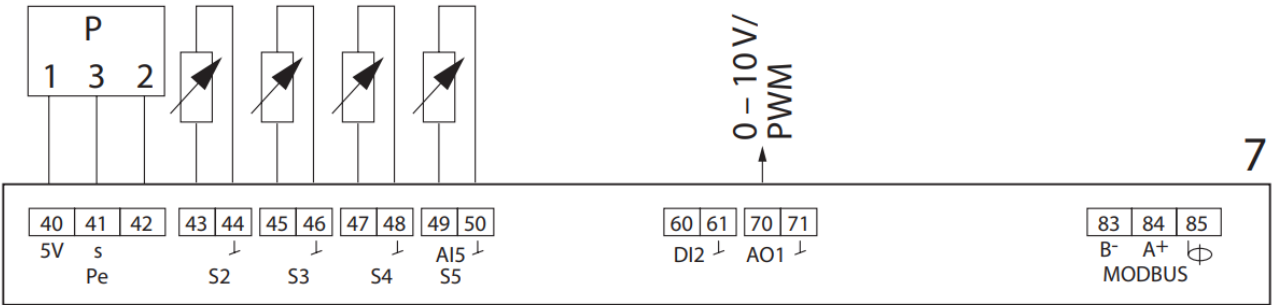 P
1 3 2
0 – 10 V/
PWM
7
40 41 42 43 44 45 46 47 48 49 50 60 61 70 71 83 84 85
5V s AI5 DI2 AO1 B- A+
Pe S2 S3 S4 S5 MODBUS